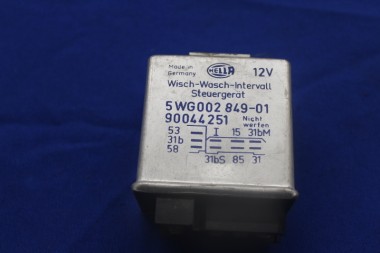 Made in
Germany
HELLA
12V
Wisch-Wasch-Intervall
Steuergerät
5WG002 849-01
90044251
Nicht
werfen
53 I 15 31bM
31b
58
31bS 85 31